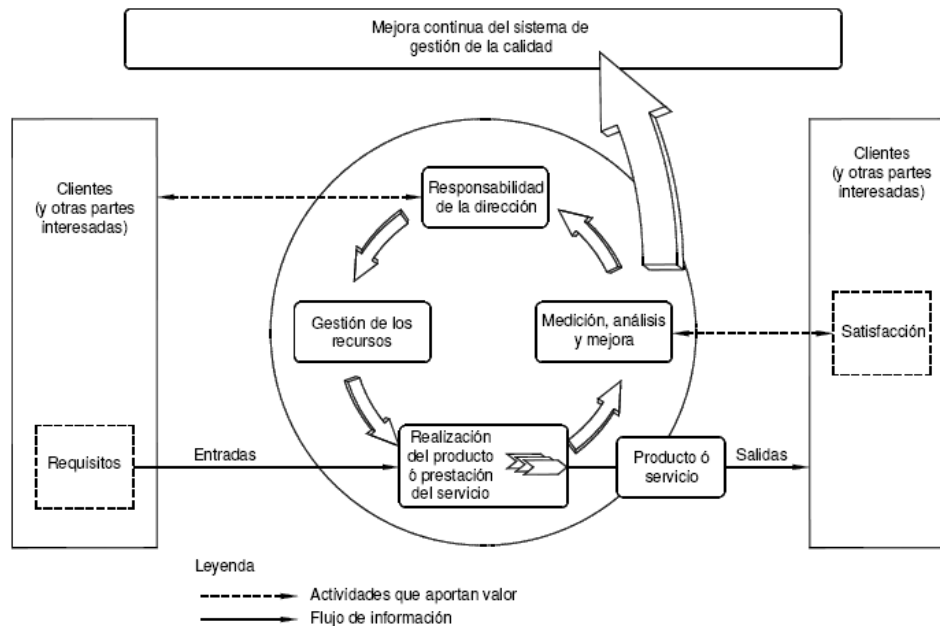 Mejora continua del sistema de
gestión de la calidad
Clientes
(y otras partes
interesadas)
Responsabilidad
de la dirección
Clientes
(y otras partes
interesadas)
Gestión de los
recursos
Medición, análisis
y mejora
Satisfacción
Requisitos
Entradas
Realización
del producto
ó prestación
del servicio
Producto ó
servicio
Salidas
Leyenda
Actividades que aportan valor
Flujo de información